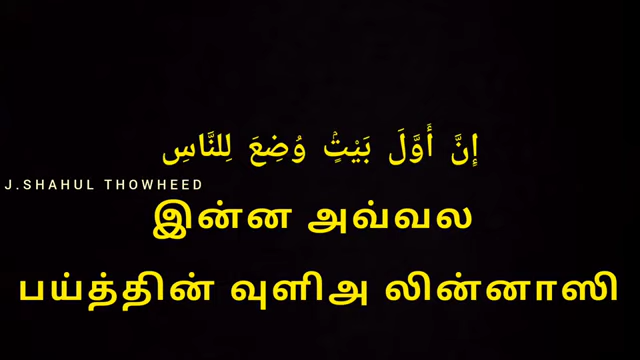 إِنَّ أَوَّلَ بَيْتٍۢ وُضِعَ لِلنَّاسِ
J.SHAHUL THOWHEED
இன்ன அவ்வல
பய்த்தின் வுளிஅ லின்னாஸி